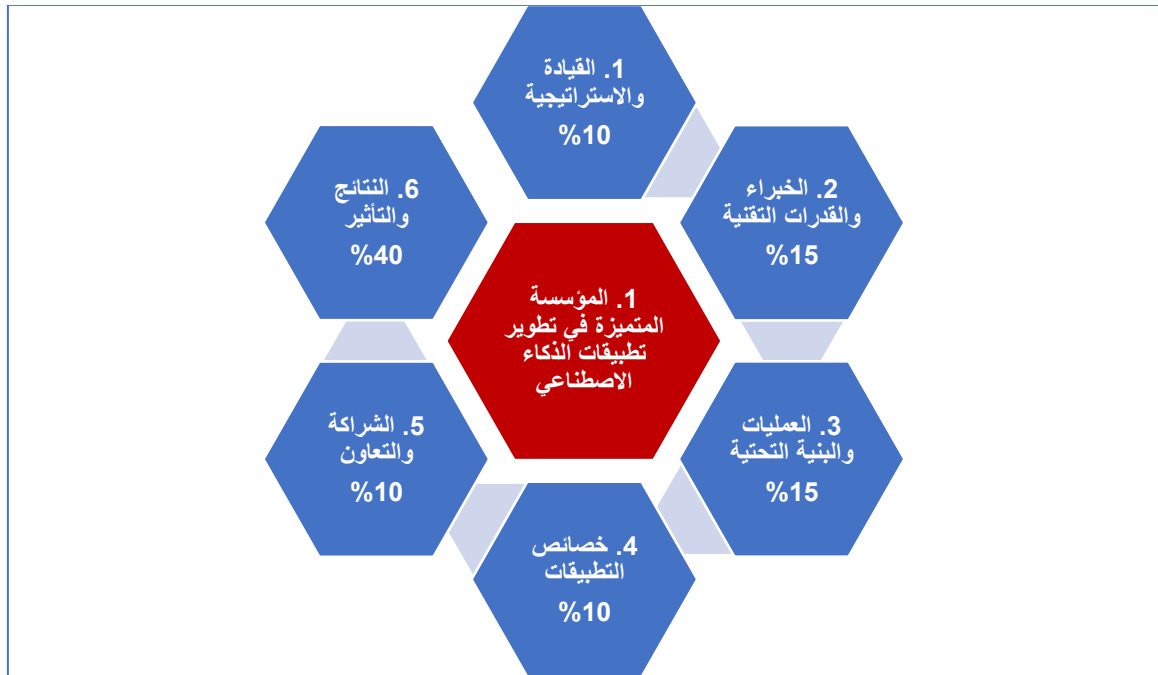 1. القيادة
والاستراتيجية
%10
2. الخبراء
والقدرات التقنية
%15
3. العمليات
والبنية التحتية
%15
4. خصائص
التطبيقات
%10
5. الشراكة
والتعاون
%10
6. النتائج
والتأثير
%40
1. المؤسسة
المتميزة في تطوير
تطبيقات الذكاء
الاصطناعي